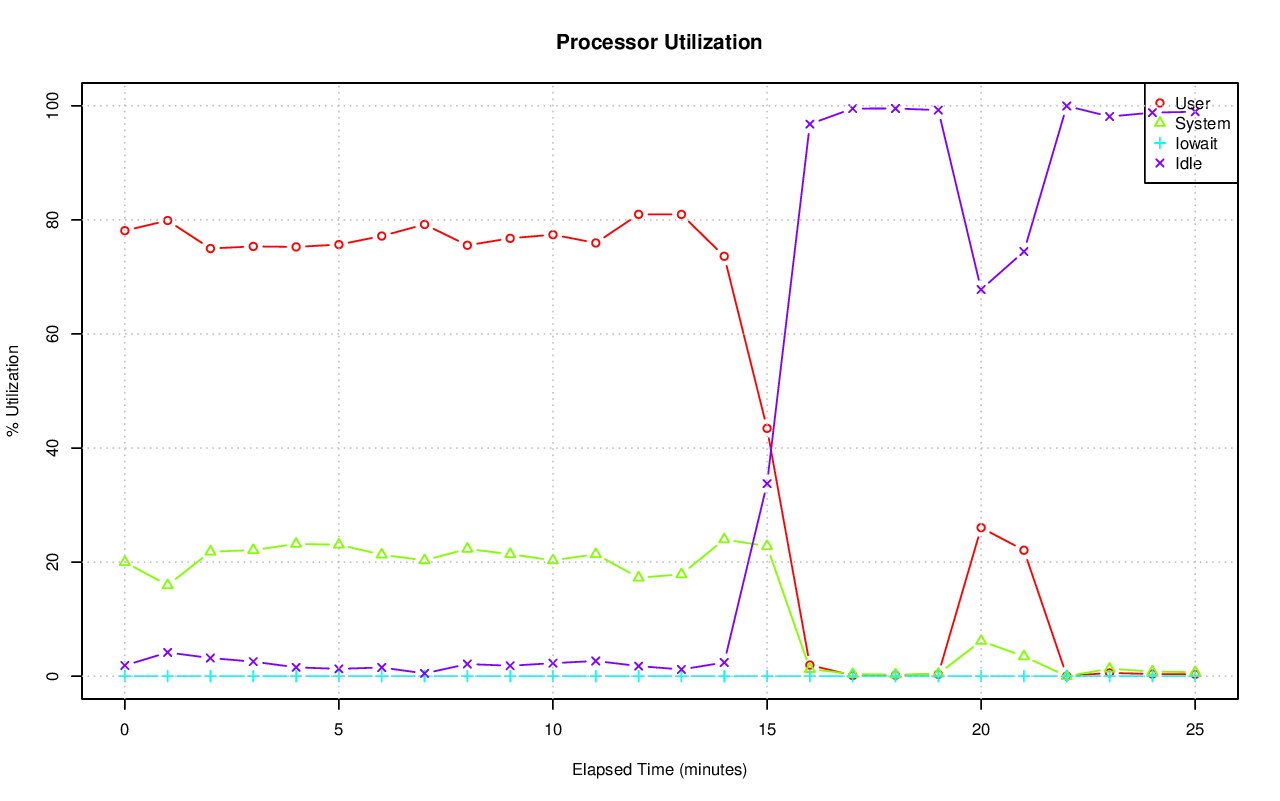 Processor Utilization
% Utilization
100
80
60
40
20
0
User
System
Iowait
Idle
0 5 10 15 20 25
Elapsed Time (minutes)